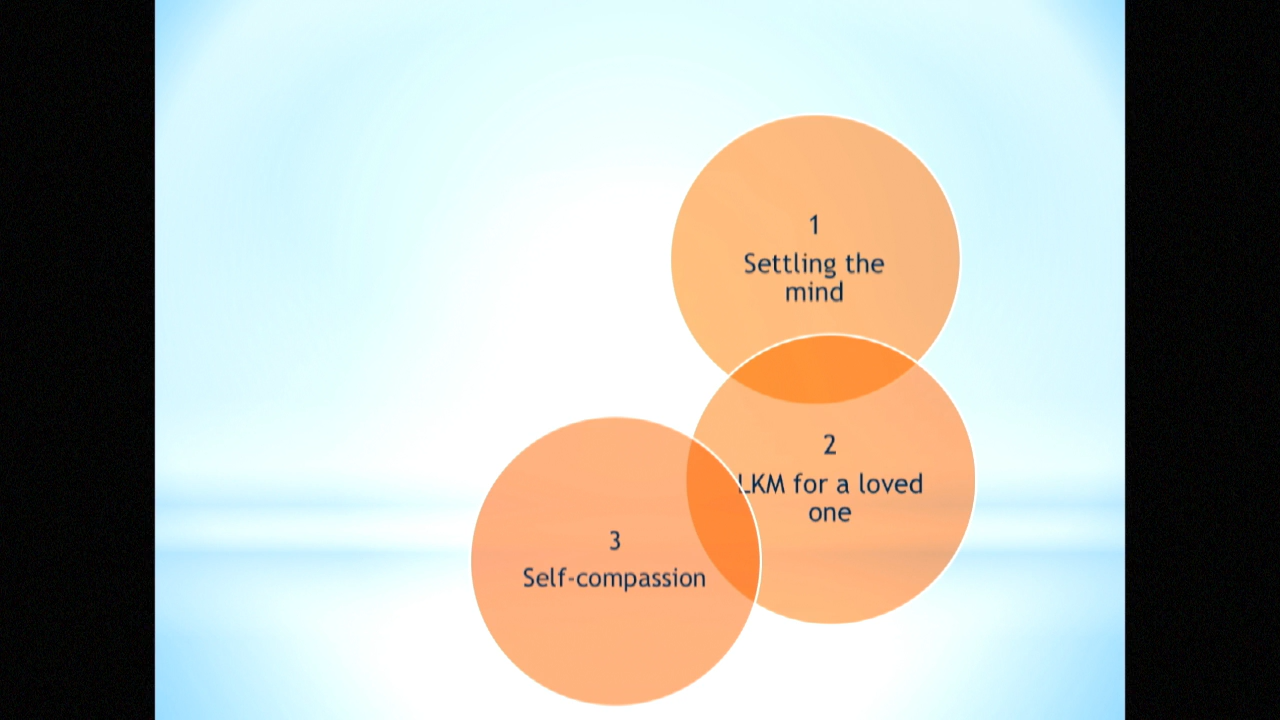 1
Settling the
mind
2
LKM for a loved
one
3
Self-compassion